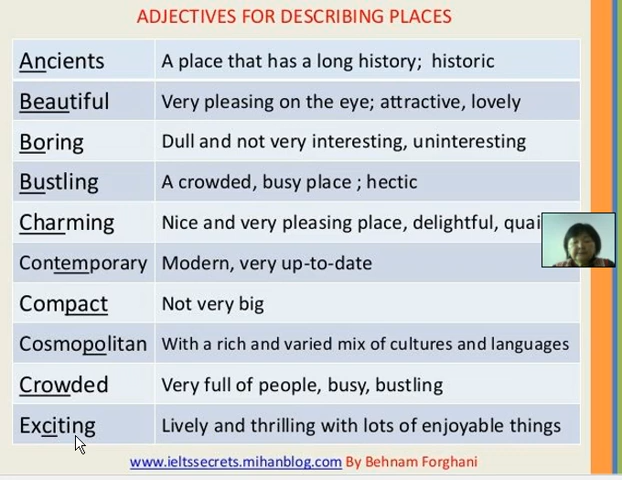 ADJECTIVES FOR DESCRIBING PLACES
Ancients A place that has a long history; historic
Beautiful Very pleasing on the eye; attractive, lovely
Boring Dull and not very interesting, uninteresting
Bustling A crowded, busy place ; hectic
Charming Nice and very pleasing place, delightful,
Contemporary Modern, very up-to-date
Compact Not very big
Cosmopolitan With a rich and varied mix of cultures and languages
Crowded Very full of people, busy, bustling
Exciting Lively and thrilling with lots of enjoyable things
www.ieltssecrets.mihanblog.com By Behnam Forghani